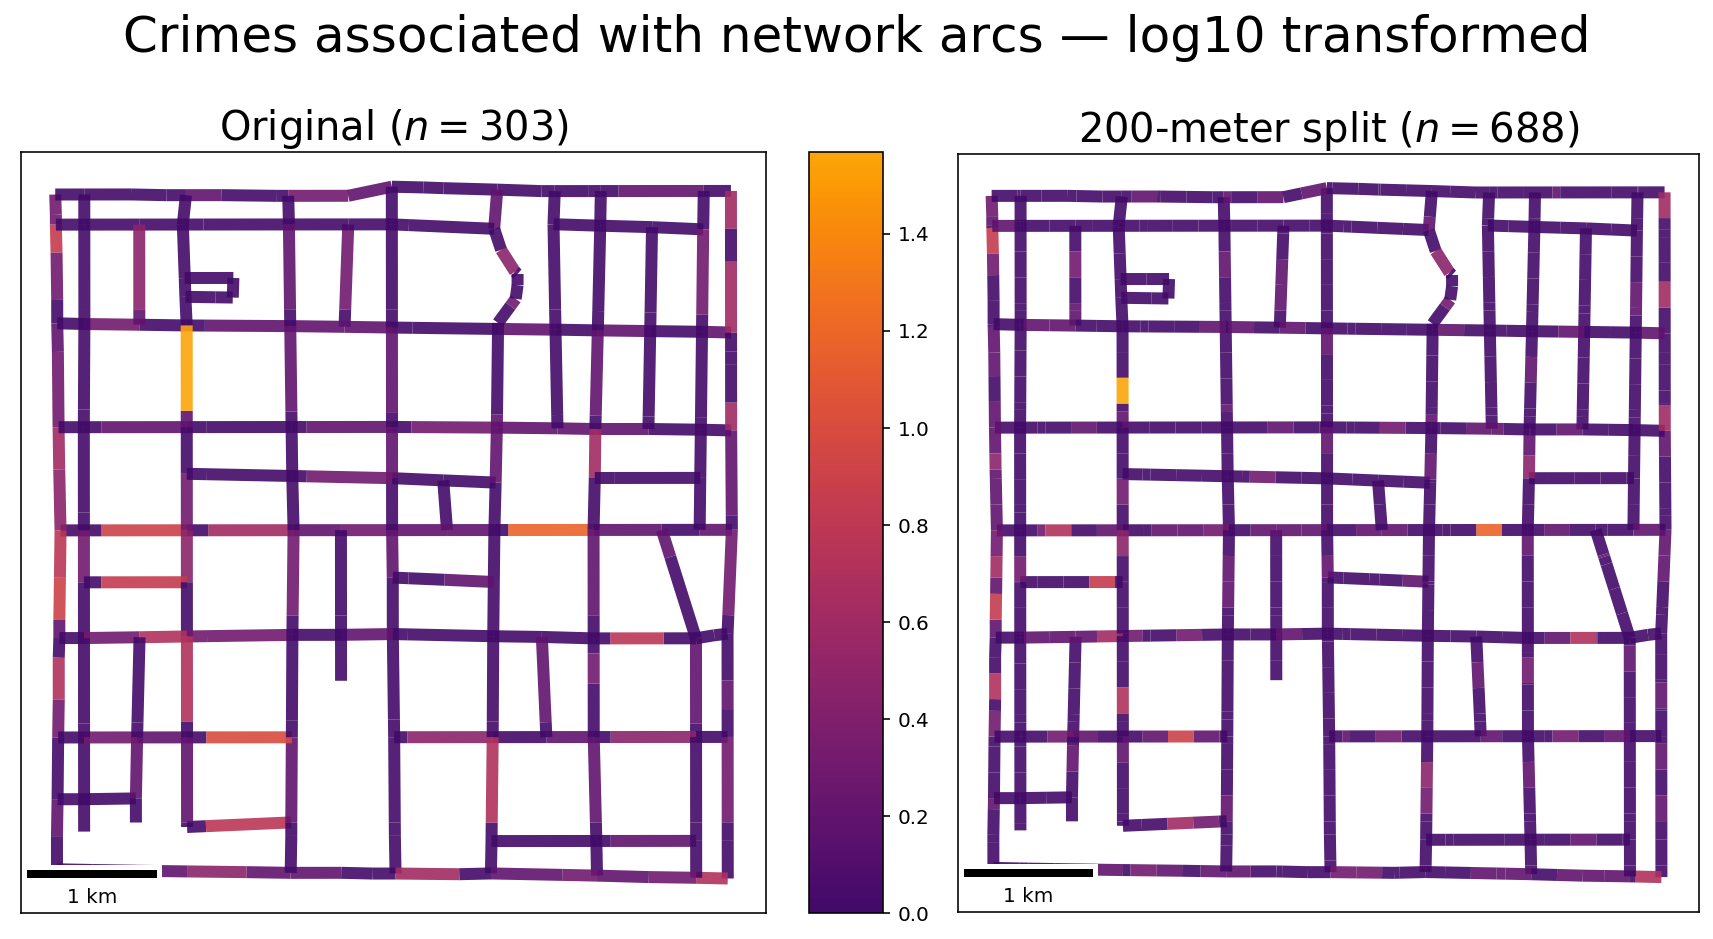 Crimes associated with network arcs — log10 transformed
Original (n = 303)
200-meter split (n = 688)
1.4
1.2
1.0
0.8
0.6
0.4
0.2
0.0
1 km
1 km